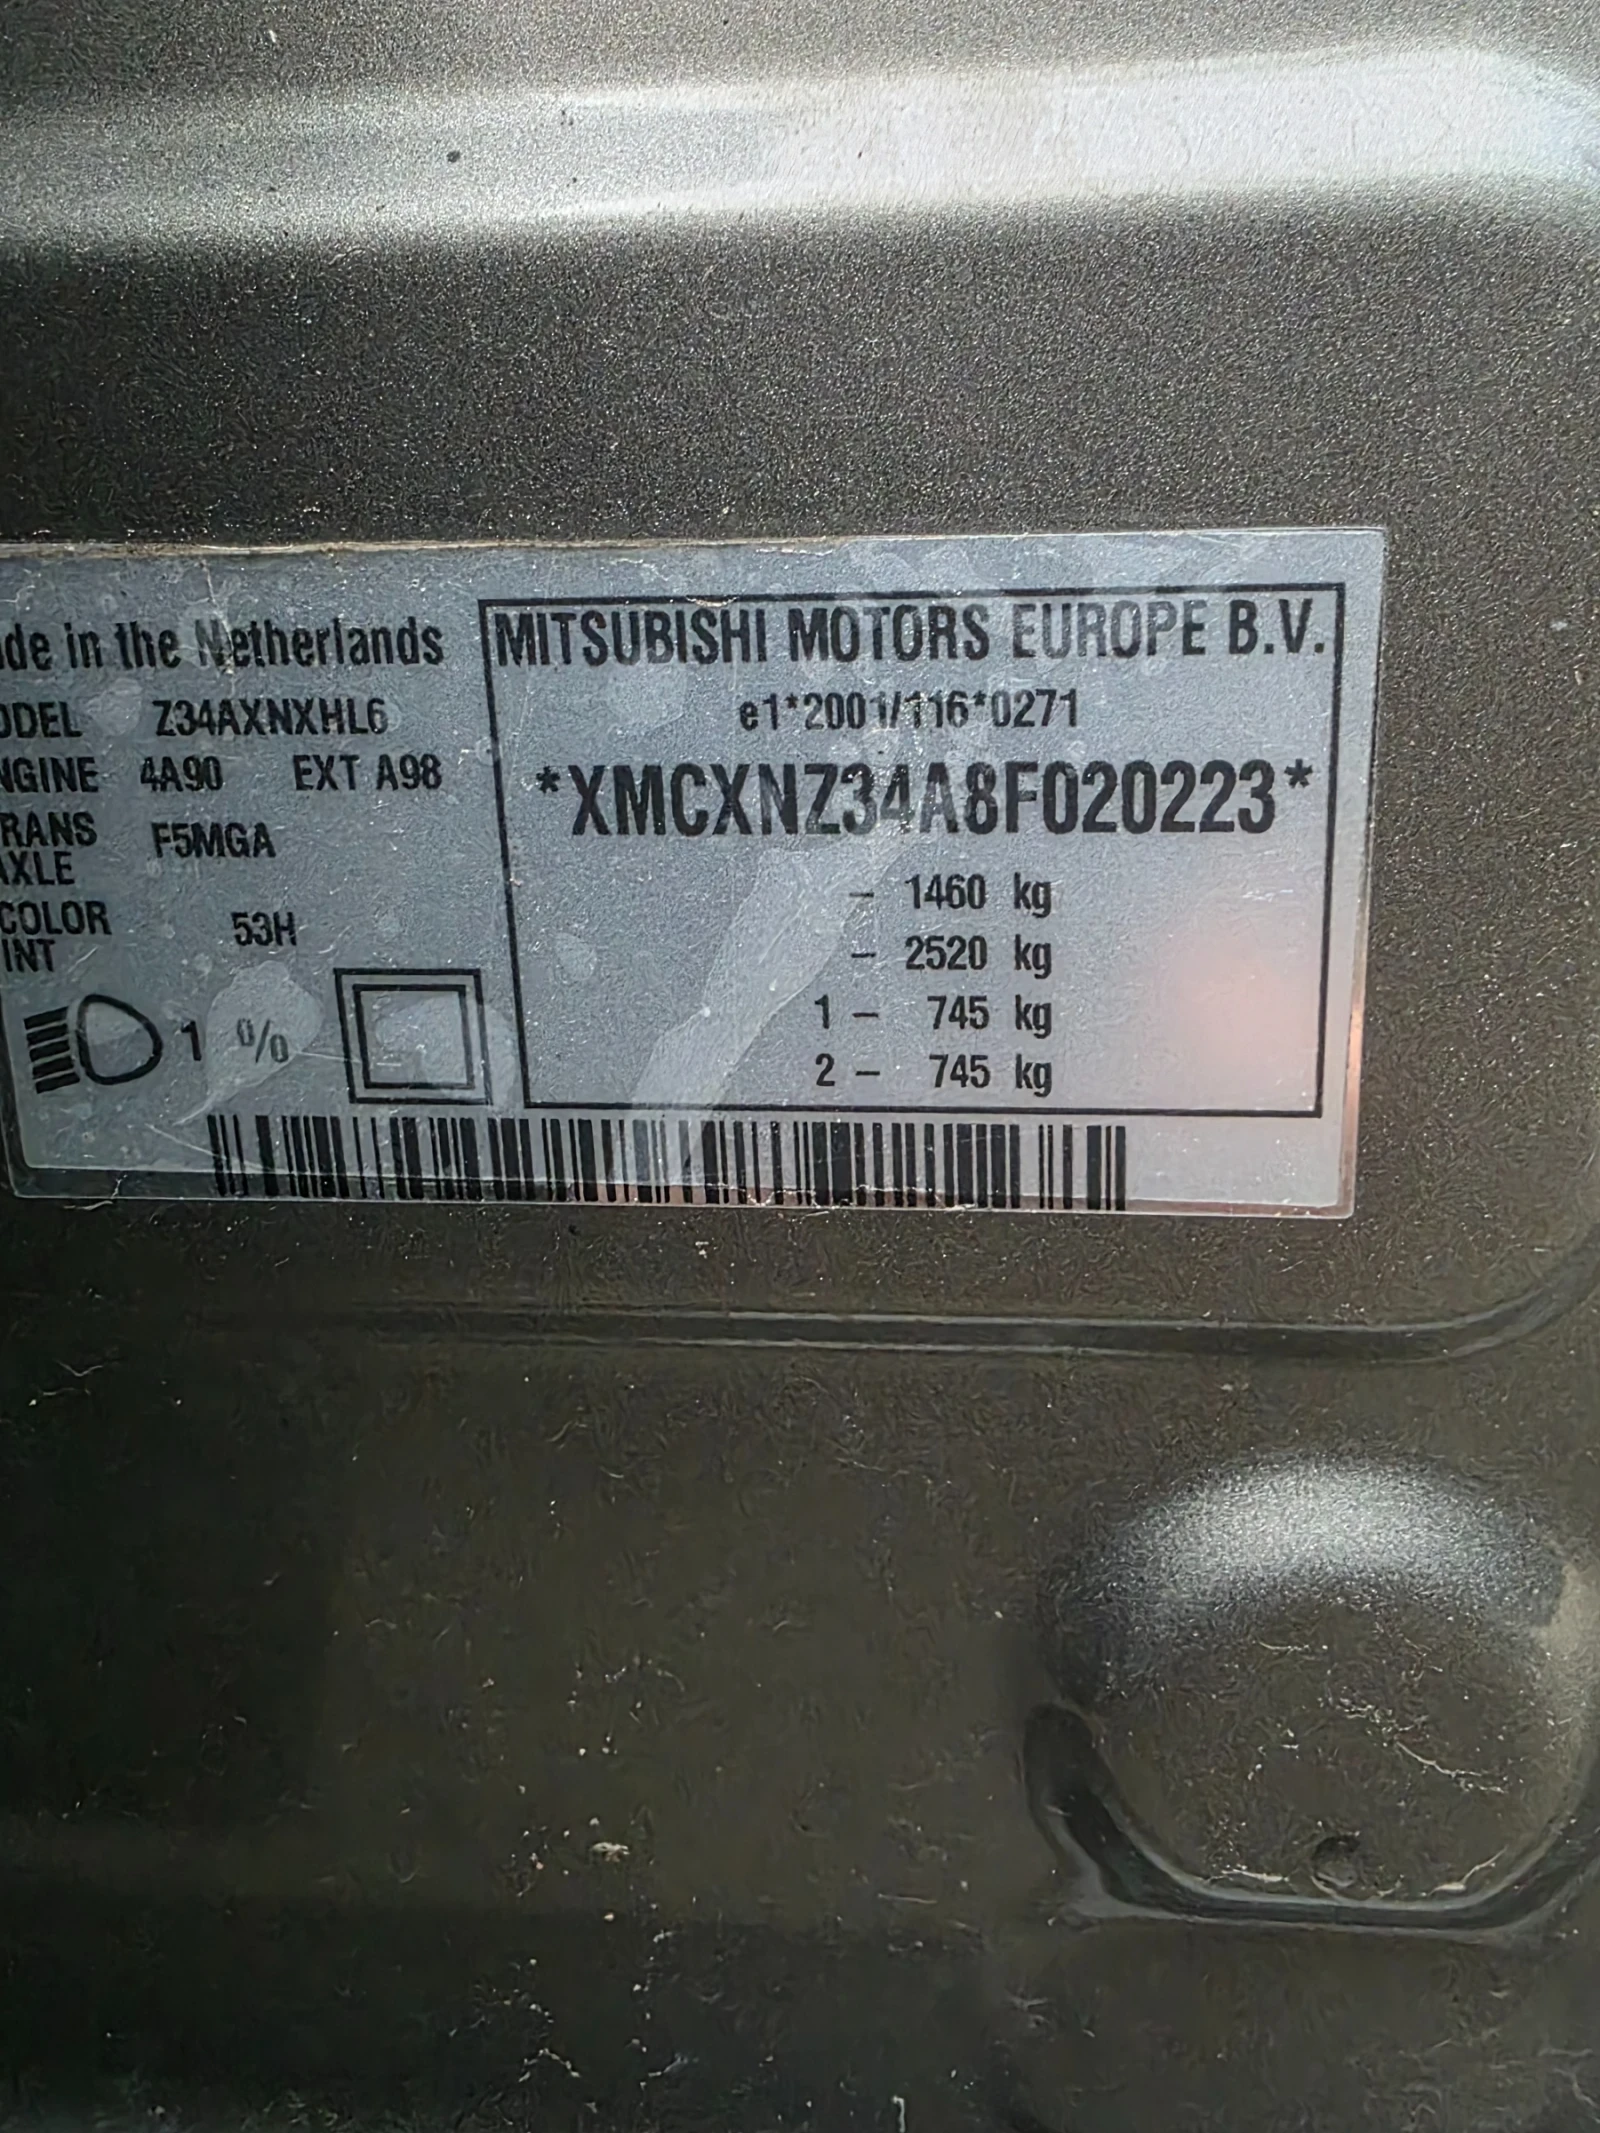 de in the Netherlands
ODEL Z34AXNXHL6
NGINE 4A90 EXT A98
RANS F5MGA
AXLE
COLOR 53H
INT
1 %
MITSUBISHI MOTORS EUROPE B.V.
e1*2001/116*0271
*XMCXNZ34A8F020223*
- 1460 kg
- 2520 kg
1 - 745 kg
2 - 745 kg